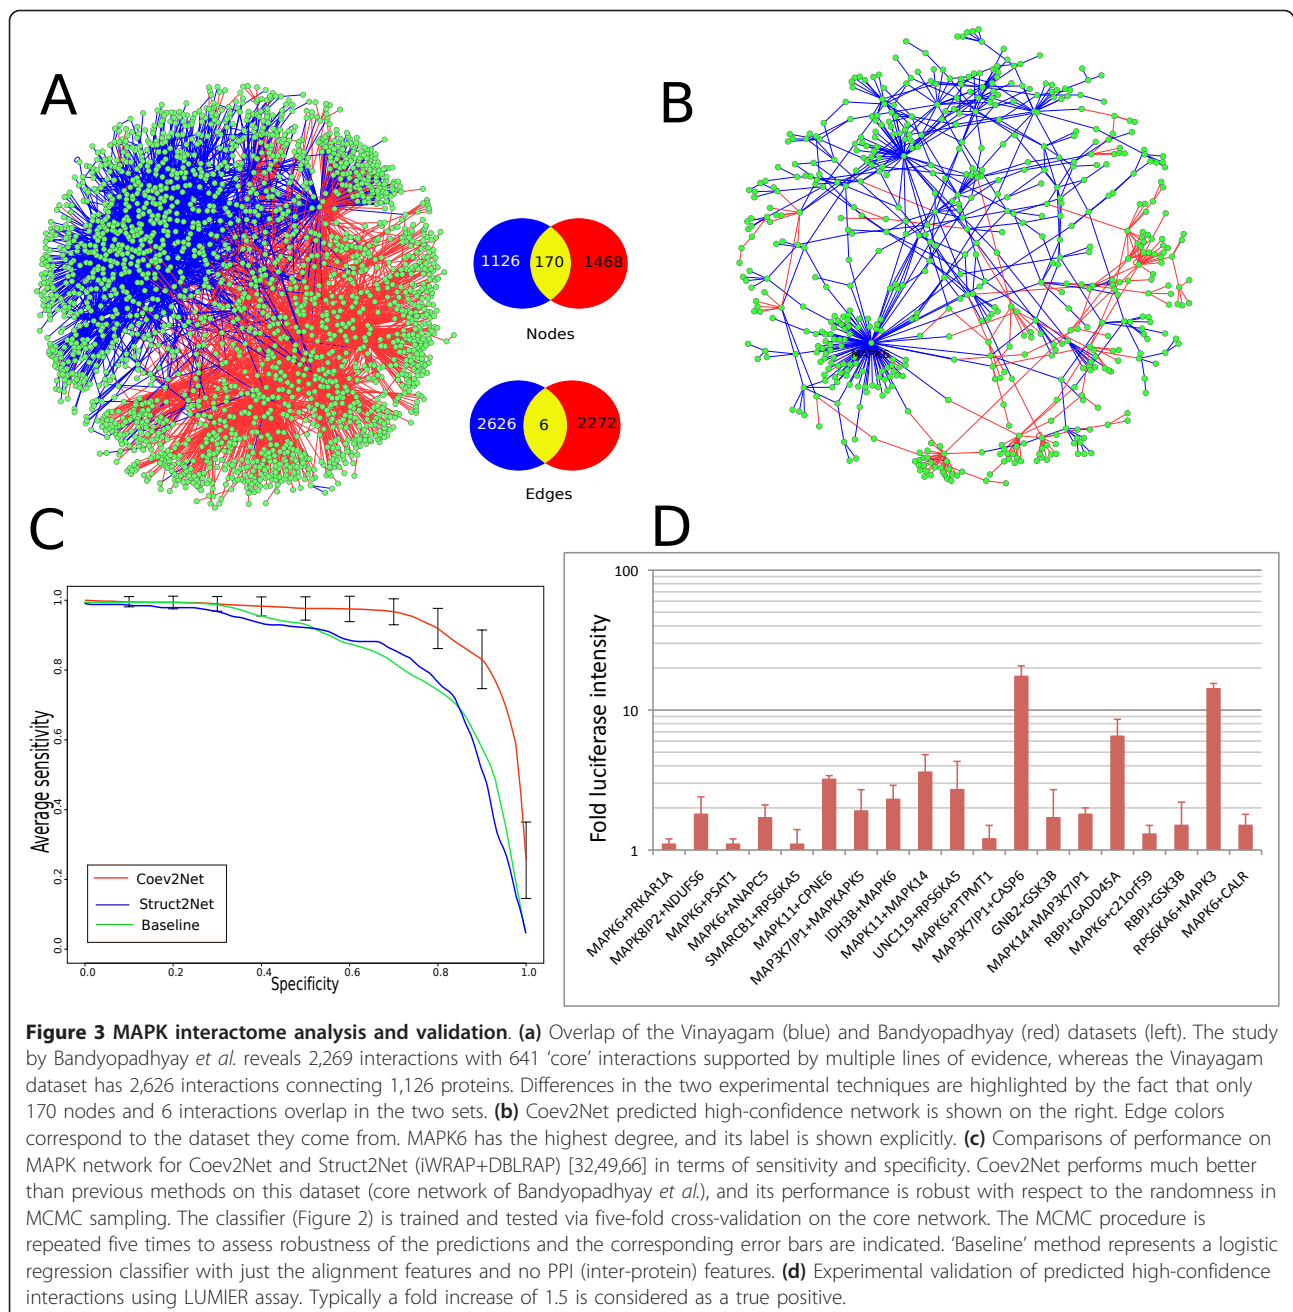 A
B
1126 170 1468
Nodes
2626 6 2272
Edges
MAPK6
C
D
1.0
0.8
0.6
0.4
0.2
0.0
Average sensitivity
Coev2Net
Struct2Net
Baseline
0.0 0.2 0.4 0.6 0.8 1.0
Specificity
100
10
1
Fold luciferase intensity
MAPK6+PRKAR1A
MAPK8IP2+NDUFS6
MAPK6+PSAT1
MAPK6+ANAPC5
SMARCB1+RPS6KA5
MAPK11+CPNE6
MAP3K7IP1+MAPKAPK5
IDH3B+MAPK6
MAPK11+MAPK14
UNC119+RPS6KA5
MAPK6+PTPMT1
MAP3K7IP1+CASP6
GNB2+GSK3B
MAPK14+MAP3K7IP1
RBPJ+GADD45A
MAPK6+c21orf59
RBPJ+GSK3B
RPS6KA6+MAPK3
MAPK6+CALR
Figure 3 MAPK interactome analysis and validation. (a) Overlap of the Vinayagam (blue) and Bandyopadhyay (red) datasets (left). The study
by Bandyopadhyay et al. reveals 2,269 interactions with 641 ‘core’ interactions supported by multiple lines of evidence, whereas the Vinayagam
dataset has 2,626 interactions connecting 1,126 proteins. Differences in the two experimental techniques are highlighted by the fact that only
170 nodes and 6 interactions overlap in the two sets. (b) Coev2Net predicted high-confidence network is shown on the right. Edge colors
correspond to the dataset they come from. MAPK6 has the highest degree, and its label is shown explicitly. (c) Comparisons of performance on
MAPK network for Coev2Net and Struct2Net (iWRAP+DBLRAP) [32,49,66] in terms of sensitivity and specificity. Coev2Net performs much better
than previous methods on this dataset (core network of Bandyopadhyay et al.), and its performance is robust with respect to the randomness in
MCMC sampling. The classifier (Figure 2) is trained and tested via five-fold cross-validation on the core network. The MCMC procedure is
repeated five times to assess robustness of the predictions and the corresponding error bars are indicated. ‘Baseline’ method represents a logistic
regression classifier with just the alignment features and no PPI (inter-protein) features. (d) Experimental validation of predicted high-confidence
interactions using LUMIER assay. Typically a fold increase of 1.5 is considered as a true positive.